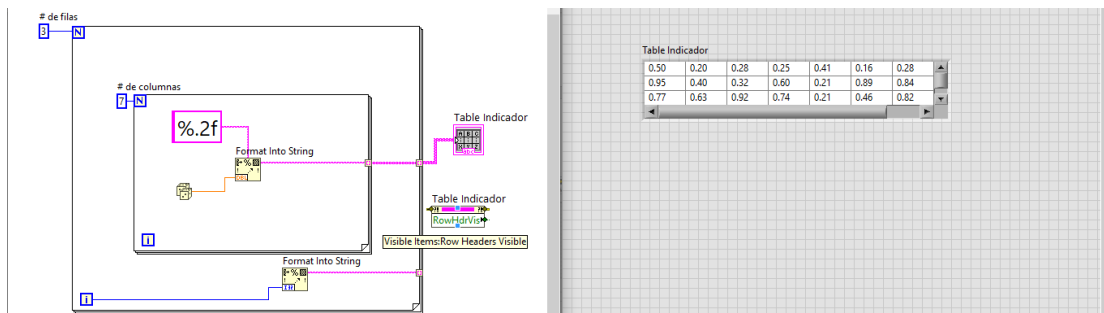 # de filas
3
N
# de columnas
7
N
%.2f
Format Into String
i
Format Into String
i
Table Indicador
Table Indicador
RowHdrVis
Visible Items:Row Headers Visible
Table Indicador
0.50 0.20 0.28 0.25 0.41 0.16 0.28
0.95 0.40 0.32 0.60 0.21 0.89 0.84
0.77 0.63 0.92 0.74 0.21 0.46 0.82